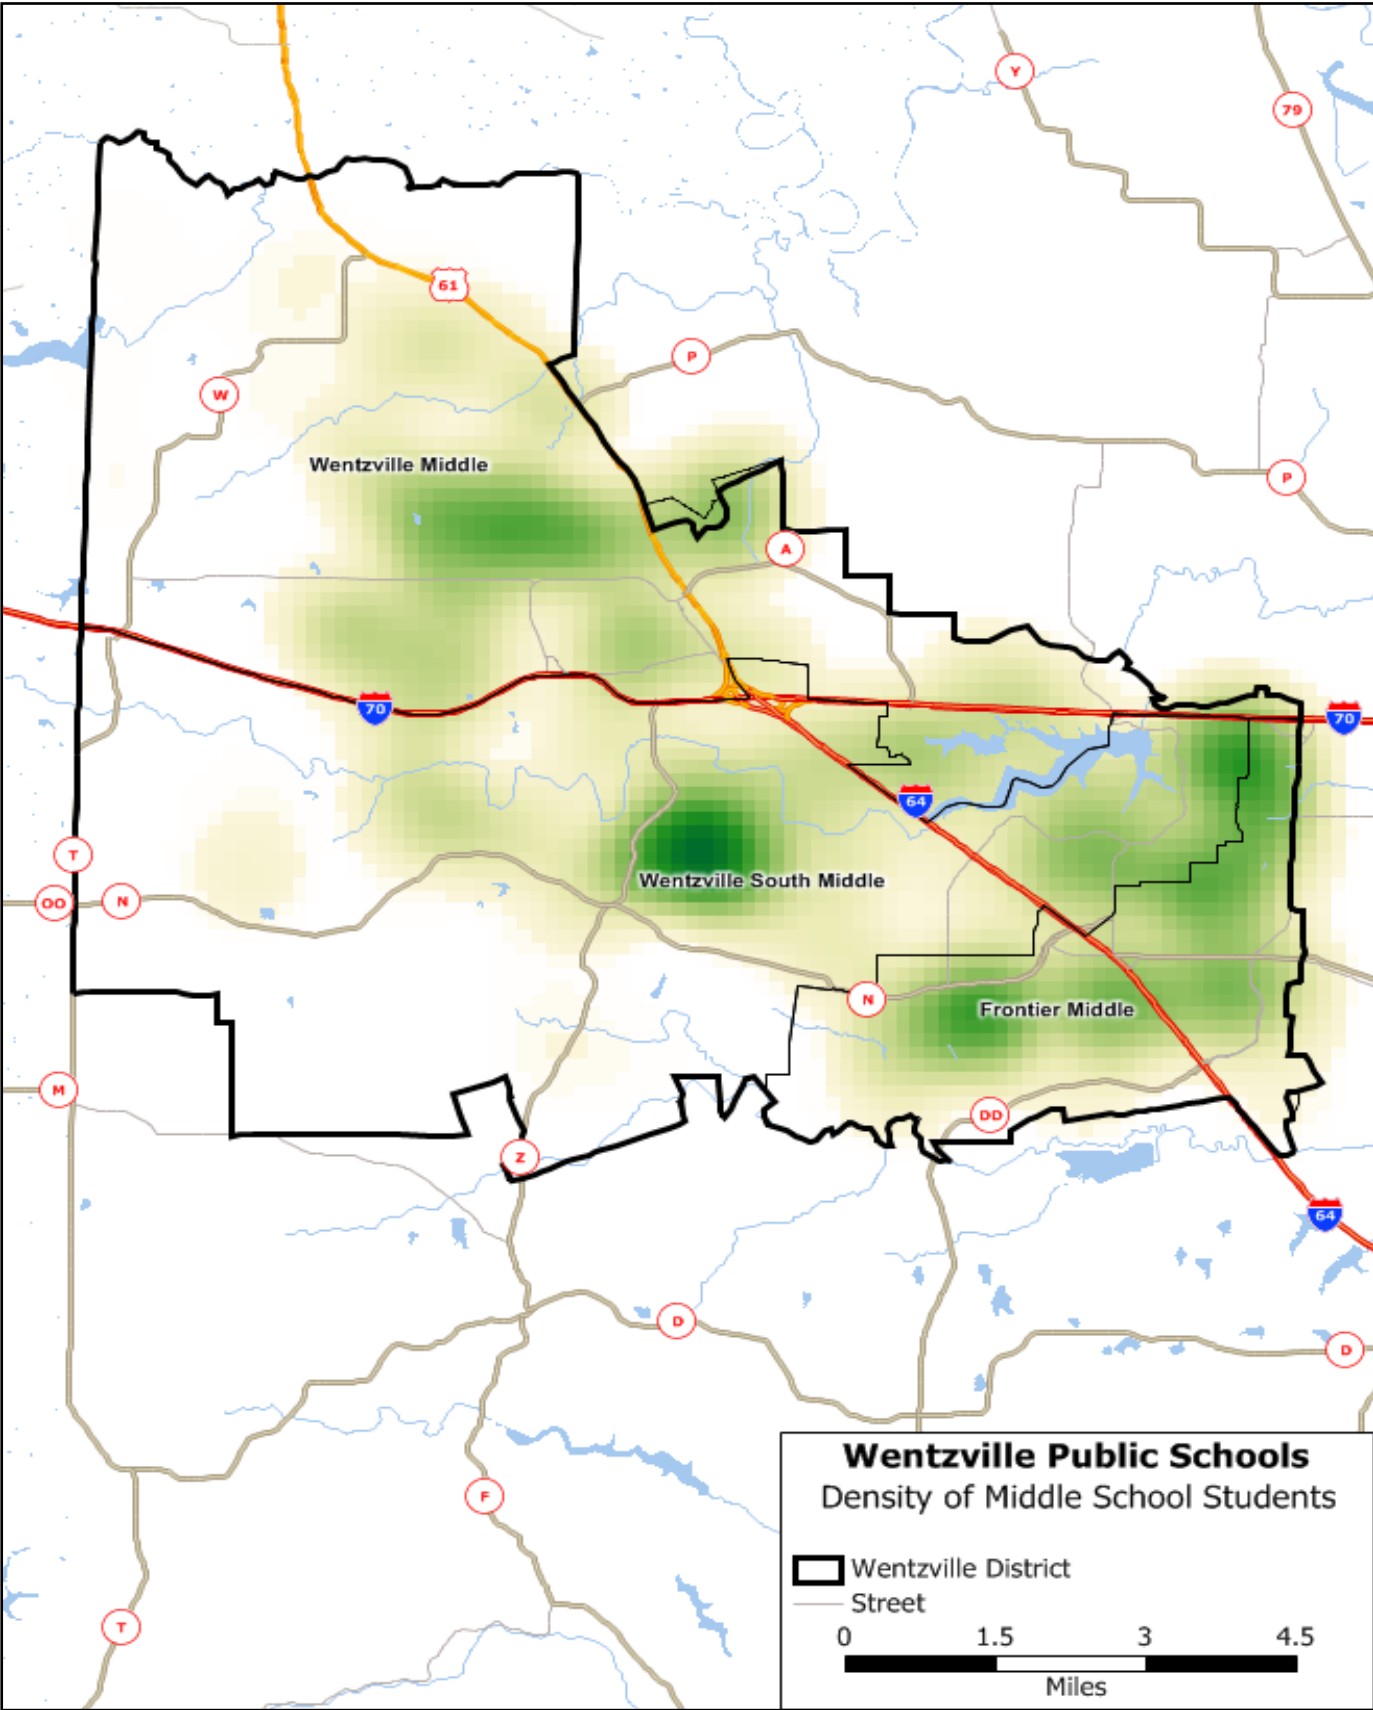 Y
79
61
P
W
Wentzville Middle
P
A
70
70
64
T
Wentzville South Middle
OO
N
N
Frontier Middle
M
DD
Z
64
D
D
F
T
Wentzville Public Schools
Density of Middle School Students
Wentzville District
Street
0 1.5 3 4.5
Miles